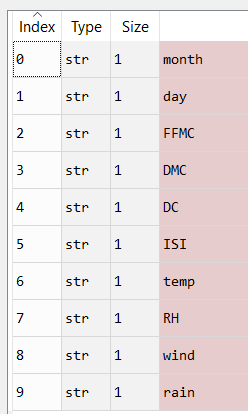 Index Type Size
0 str 1 month
1 str 1 day
2 str 1 FFMC
3 str 1 DMC
4 str 1 DC
5 str 1 ISI
6 str 1 temp
7 str 1 RH
8 str 1 wind
9 str 1 rain